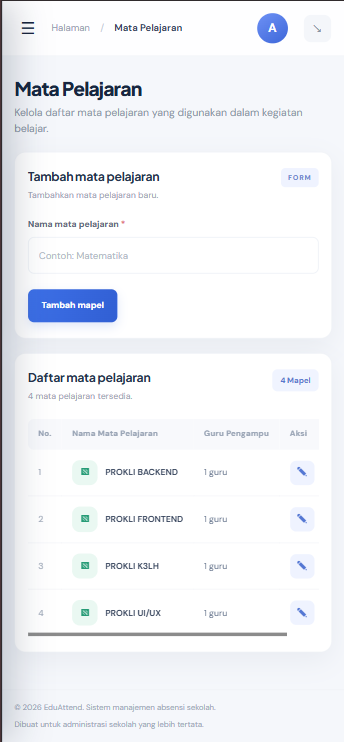 Halaman / Mata Pelajaran A
Mata Pelajaran
Kelola daftar mata pelajaran yang digunakan dalam kegiatan
belajar.
Tambah mata pelajaran FORM
Tambahkan mata pelajaran baru.
Nama mata pelajaran *
Contoh: Matematika
Tambah mapel
Daftar mata pelajaran 4 Mapel
4 mata pelajaran tersedia.
No. Nama Mata Pelajaran Guru Pengampu Aksi
1 PROKLI BACKEND 1 guru
2 PROKLI FRONTEND 1 guru
3 PROKLI K3LH 1 guru
4 PROKLI UI/UX 1 guru
© 2026 EduAttend. Sistem manajemen absensi sekolah.
Dibuat untuk administrasi sekolah yang lebih tertata.